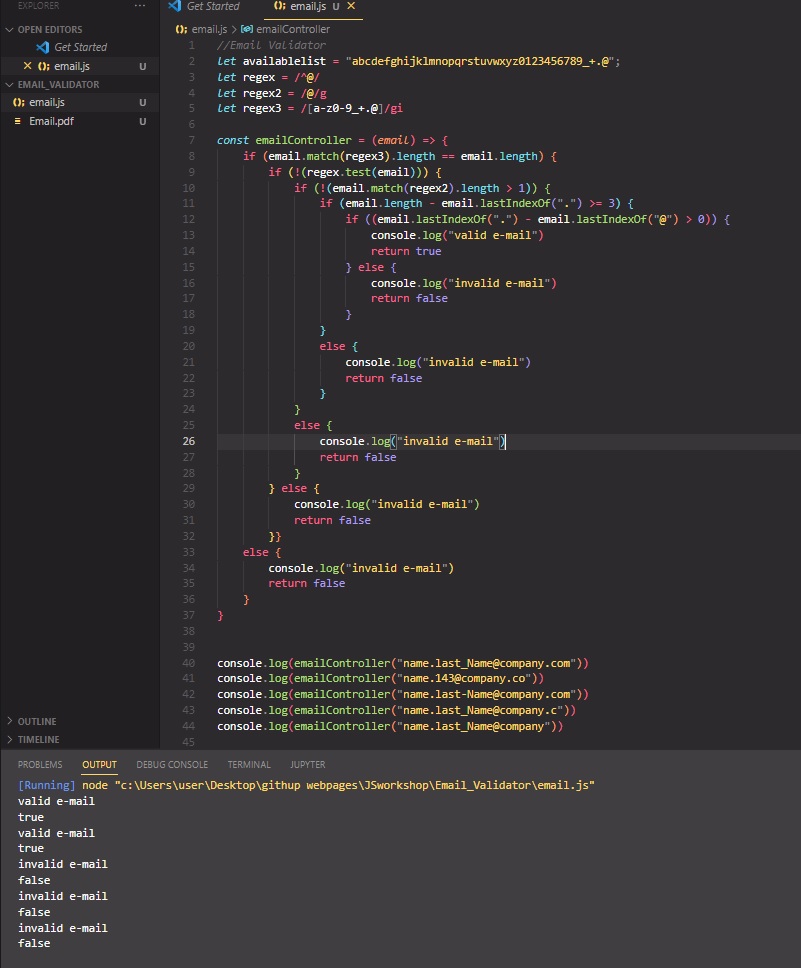 EXPLORER ...
OPEN EDITORS
Get Started
email.js U
EMAIL_VALIDATOR
email.js U
Email.pdf U
OUTLINE
TIMELINE
Get Started email.js U
email.js > emailController
1 //Email Validator
2 let availablelist = "abcdefghijklmnopqrstuvwxyz0123456789_+.@";
3 let regex = /^@/
4 let regex2 = /@/g
5 let regex3 = /[a-z0-9_+.@]/gi
6
7 const emailController = (email) => {
8 if (email.match(regex3).length == email.length) {
9 if (!(regex.test(email))) {
10 if (!(email.match(regex2).length > 1)) {
11 if (email.length - email.lastIndexOf(".") >= 3) {
12 if ((email.lastIndexOf(".") - email.lastIndexOf("@") > 0)) {
13 console.log("valid e-mail")
14 return true
15 } else {
16 console.log("invalid e-mail")
17 return false
18 }
19 }
20 else {
21 console.log("invalid e-mail")
22 return false
23 }
24 }
25 else {
26 console.log("invalid e-mail")
27 return false
28 }
29 } else {
30 console.log("invalid e-mail")
31 return false
32 }}
33 else {
34 console.log("invalid e-mail")
35 return false
36 }
37 }
38
39
40 console.log(emailController("name.last_Name@company.com"))
41 console.log(emailController("name.143@company.co"))
42 console.log(emailController("name.last-Name@company.com"))
43 console.log(emailController("name.last_Name@company.c"))
44 console.log(emailController("name.last_Name@company"))
45
PROBLEMS OUTPUT DEBUG CONSOLE TERMINAL JUPYTER
[Running] node "c:\Users\user\Desktop\githup webpages\JSworkshop\Email_Validator\email.js"
valid e-mail
true
valid e-mail
true
invalid e-mail
false
invalid e-mail
false
invalid e-mail
false